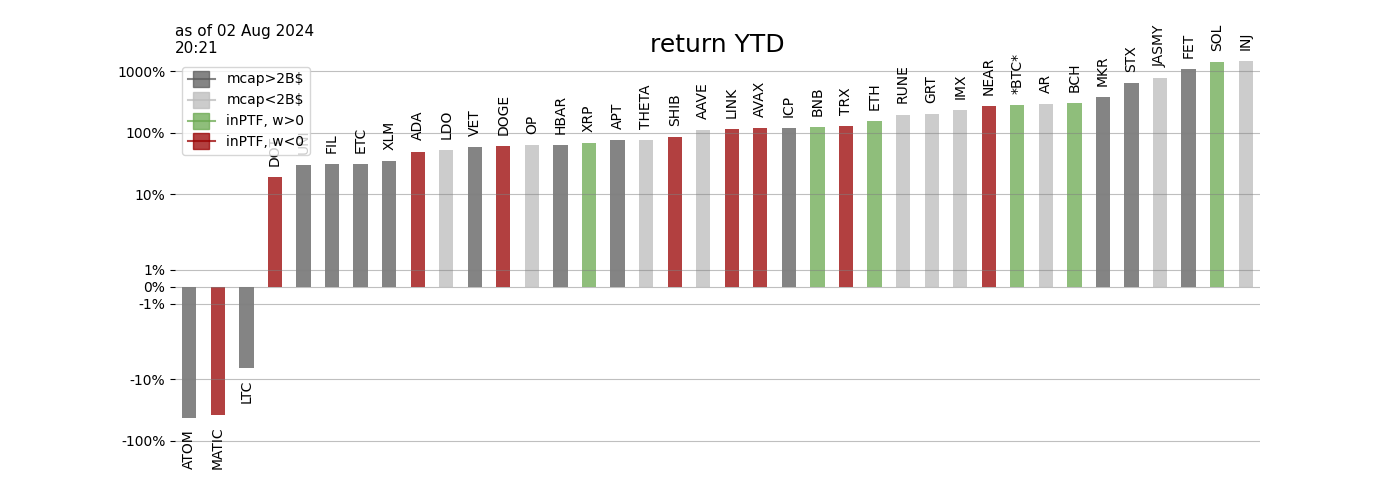 as of 02 Aug 2024
20:21
return YTD
mcap>2B$
mcap<2B$
inPTF, w>0
inPTF, w<0
1000%
100%
10%
1%
0%
-1%
-10%
-100%
ATOM
MATIC
LTC
FIL
ETC
XLM
ADA
LDO
VET
DOGE
OP
HBAR
XRP
APT
THETA
SHIB
AAVE
LINK
AVAX
ICP
BNB
TRX
ETH
RUNE
GRT
IMX
NEAR
*BTC*
AR
BCH
MKR
STX
JASMY
FET
SOL
INJ